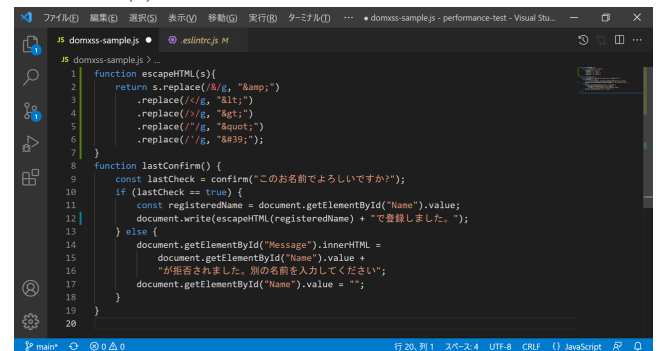 ファイル(F) 編集(E) 選択(S) 表示(V) 移動(G) 実行(R) ターミナル(T) ··· ● domxss-sample.js - performance-test - Visual Stu...
JS domxss-sample.js ● .eslintrc.js M
JS domxss-sample.js > ...
1 function escapeHTML(s){
2 return s.replace(/&/g, "&amp;")
3 .replace(/</g, "&lt;")
4 .replace(/>/g, "&gt;")
5 .replace(/"/g, "&quot;")
6 .replace(/'/g, "&#39;");
7 }
8 function lastConfirm() {
9 const lastCheck = confirm("このお名前でよろしいですか?");
10 if (lastCheck == true) {
11 const registeredName = document.getElementById("Name").value;
12 document.write(escapeHTML(registeredName) + "で登録しました。");
13 } else {
14 document.getElementById("Message").innerHTML =
15 document.getElementById("Name").value +
16 "が拒否されました。別の名前を入力してください";
17 document.getElementById("Name").value = "";
18 }
19 }
20
main* 0 0 行 20、列 1 スペース: 4 UTF-8 CRLF {} JavaScript